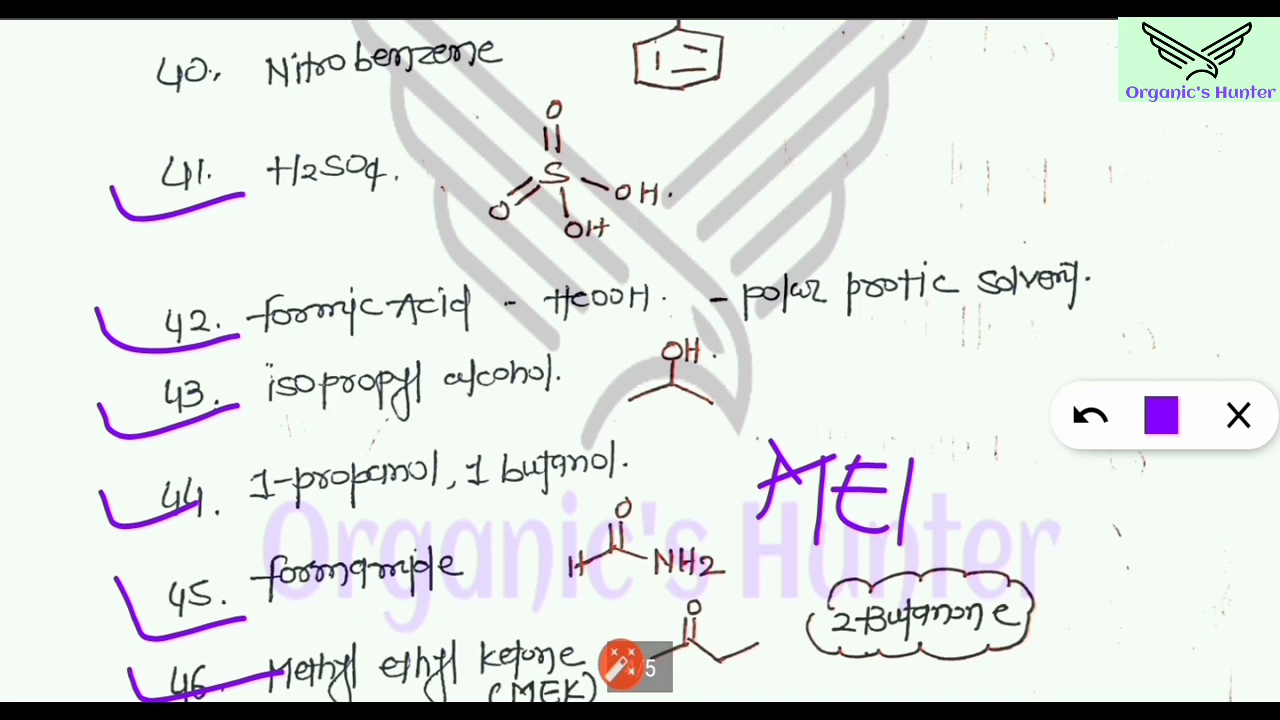 Organic's Hunter
40., Nitrobenzene
O
41. H2SO4.
S
OH.
O
OH
42. formic Acid - HCOOH. - polar protic solvent.
OH.
43. isopropyl alcohol.
44. 1-propanol, 1 butanol.
MEI
Organic's Hunter
O
45. formamide
H NH2
O
2-Butanone
46. Methyl ethyl ketone
5
(MEK)